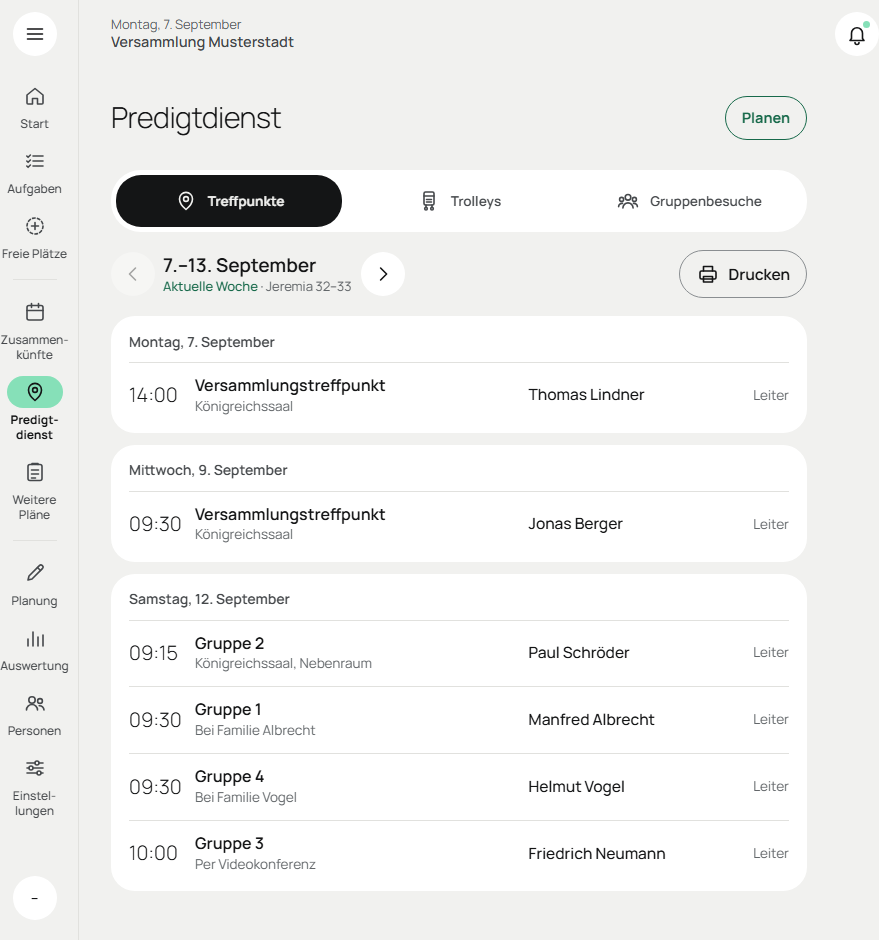 Montag, 7. September
Versammlung Musterstadt
Start
Aufgaben
Freie Plätze
Zusammen-
künfte
Predigt-
dienst
Weitere
Pläne
Planung
Auswertung
Personen
Einstel-
lungen
–
Predigtdienst
Planen
Treffpunkte
Trolleys
Gruppenbesuche
7.–13. September
Aktuelle Woche · Jeremia 32–33
Drucken
Montag, 7. September
14:00 Versammlungstreffpunkt Thomas Lindner Leiter
Königreichssaal
Mittwoch, 9. September
09:30 Versammlungstreffpunkt Jonas Berger Leiter
Königreichssaal
Samstag, 12. September
09:15 Gruppe 2 Paul Schröder Leiter
Königreichssaal, Nebenraum
09:30 Gruppe 1 Manfred Albrecht Leiter
Bei Familie Albrecht
09:30 Gruppe 4 Helmut Vogel Leiter
Bei Familie Vogel
10:00 Gruppe 3 Friedrich Neumann Leiter
Per Videokonferenz